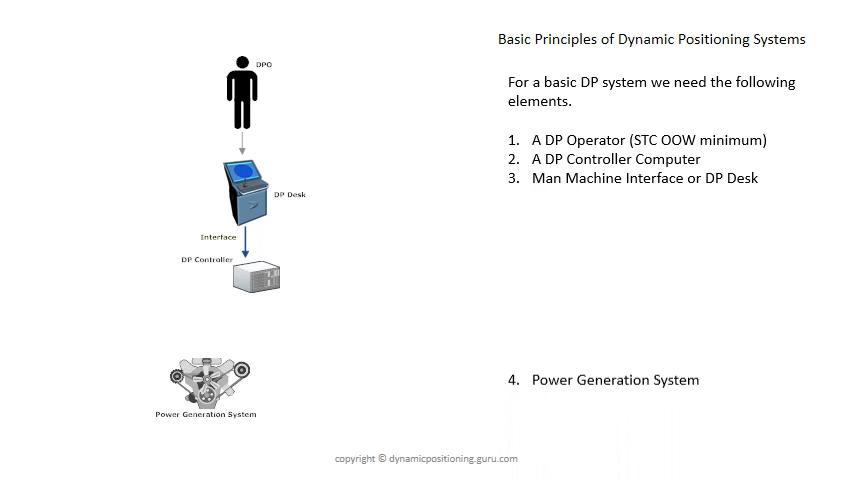 Basic Principles of Dynamic Positioning Systems
DPO
For a basic DP system we need the following
elements.
1. A DP Operator (STC OOW minimum)
2. A DP Controller Computer
3. Man Machine Interface or DP Desk
DP Desk
Interface
DP Controller
4. Power Generation System
Power Generation System
copyright © dynamicpositioning.guru.com